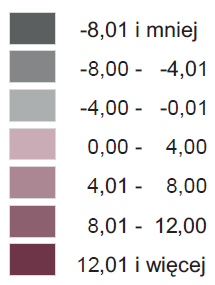 -8,01 i mniej
-8,00 - -4,01
-4,00 - -0,01
0,00 - 4,00
4,01 - 8,00
8,01 - 12,00
12,01 i więcej